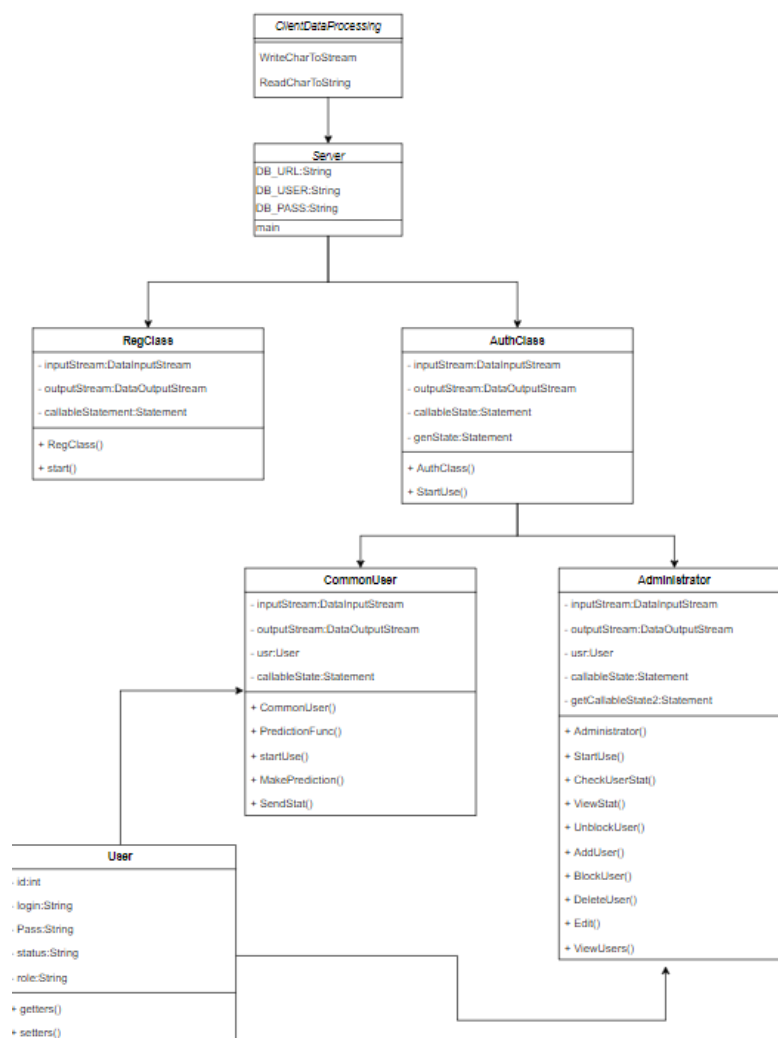 ClientDataProcessing
WriteCharToStream
ReadCharToString
Server
DB_URL:String
DB_USER:String
DB_PASS:String
main
RegClass
- inputStream:DataInputStream
- outputStream:DataOutputStream
- callableStatement:Statement
+ RegClass()
+ start()
AuthClass
- inputStream:DataInputStream
- outputStream:DataOutputStream
- callableState:Statement
- genState:Statement
+ AuthClass()
+ StartUse()
CommonUser
- inputStream:DataInputStream
- outputStream:DataOutputStream
- usr:User
- callableState:Statement
+ CommonUser()
+ PredictionFunc()
+ startUse()
+ MakePrediction()
+ SendStat()
Administrator
- inputStream:DataInputStream
- outputStream:DataOutputStream
- usr:User
- callableState:Statement
- getCallableState2:Statement
+ Administrator()
+ StartUse()
+ CheckUserStat()
+ ViewStat()
+ UnblockUser()
+ AddUser()
+ BlockUser()
+ DeleteUser()
+ Edit()
+ ViewUsers()
User
- id:int
- login:String
- Pass:String
- status:String
- role:String
+ getters()
+ setters()